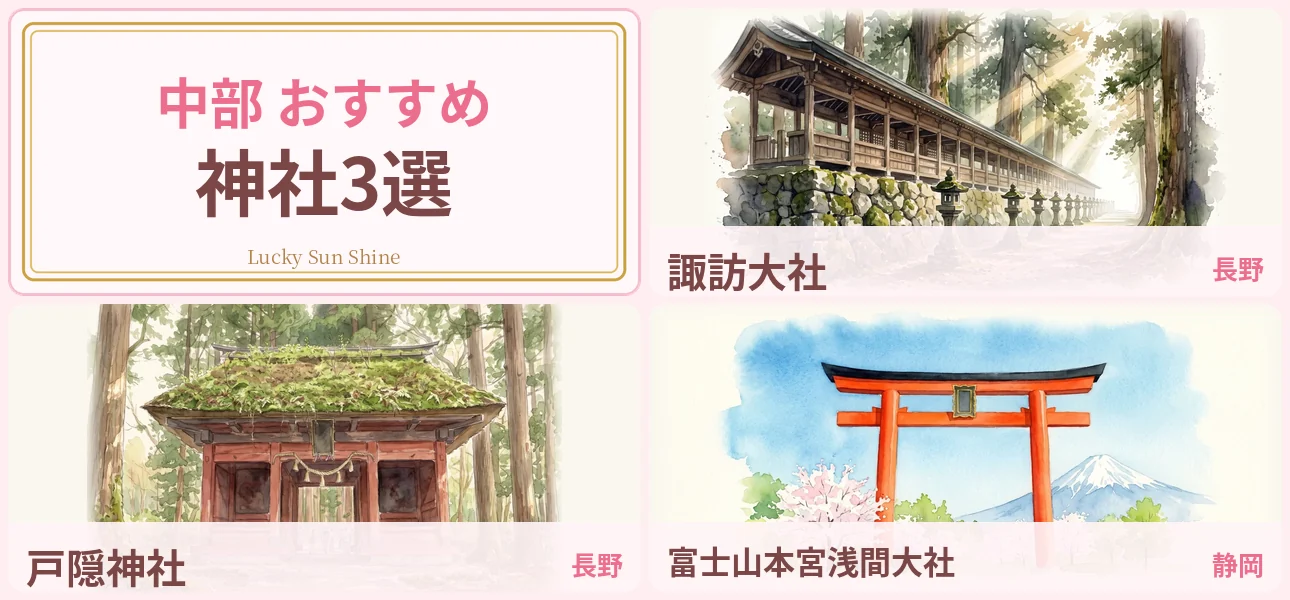 中部 おすすめ
神社3選
Lucky Sun Shine
諏訪大社
長野
戸隠神社
長野
富士山本宮浅間大社
静岡